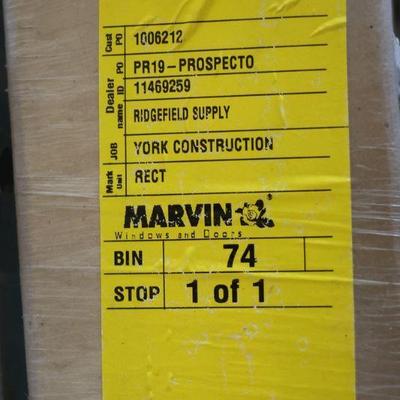 Cust PO 1006212
Dealer PO PR19-PROSPECTO
ID 11469259
name RIDGEFIELD SUPPLY
JOB YORK CONSTRUCTION
Mark Unit RECT
MARVIN ®
Windows and Doors
BIN 74
STOP 1 of 1